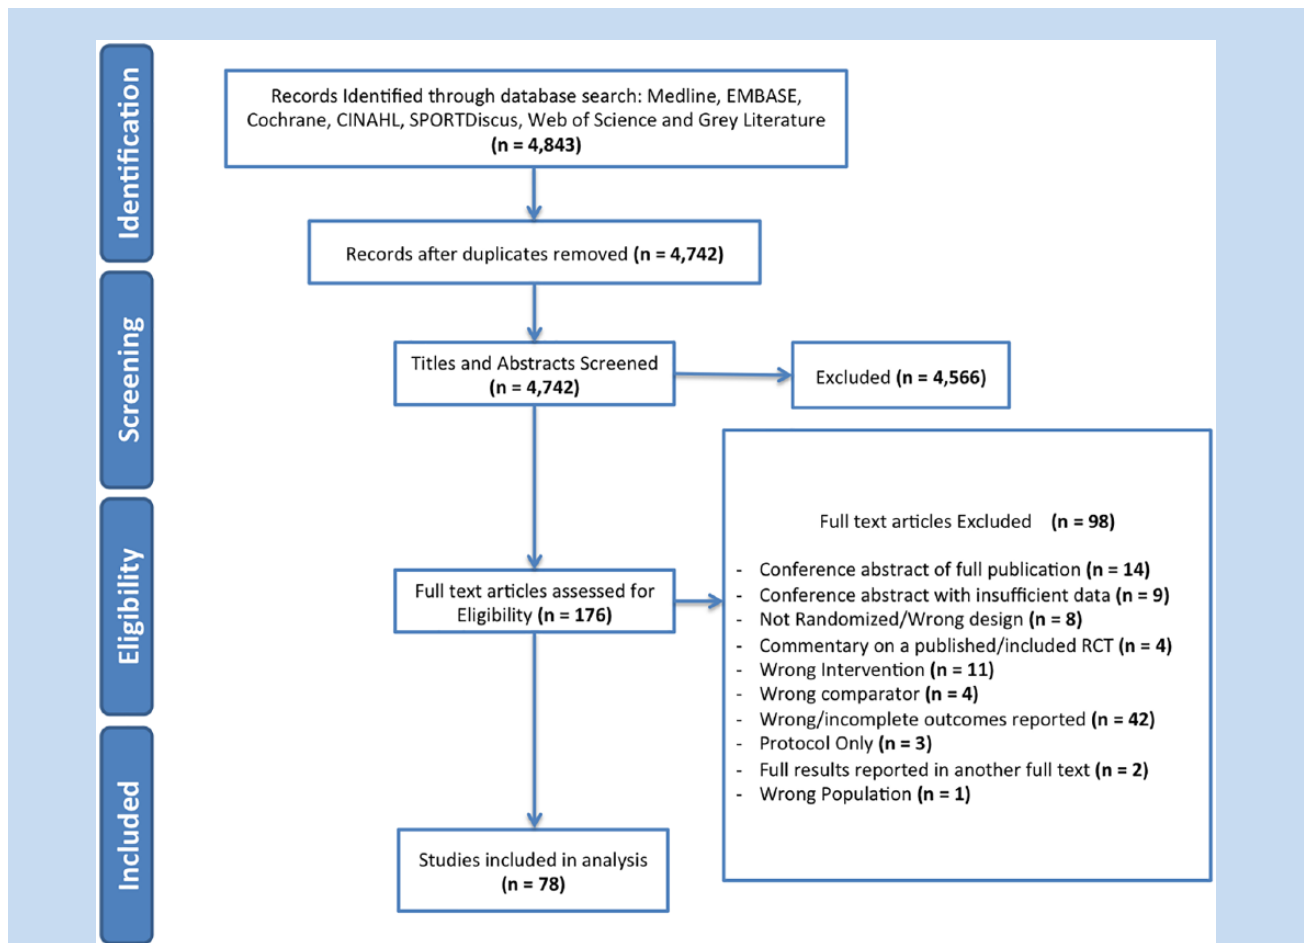 Identification
Records Identified through database search: Medline, EMBASE,
Cochrane, CINAHL, SPORTDiscus, Web of Science and Grey Literature
(n = 4,843)
Records after duplicates removed (n = 4,742)
Screening
Titles and Abstracts Screened
(n = 4,742)
Excluded (n = 4,566)
Eligibility
Full text articles assessed for
Eligibility (n = 176)
Full text articles Excluded (n = 98)
- Conference abstract of full publication (n = 14)
- Conference abstract with insufficient data (n = 9)
- Not Randomized/Wrong design (n = 8)
- Commentary on a published/included RCT (n = 4)
- Wrong Intervention (n = 11)
- Wrong comparator (n = 4)
- Wrong/incomplete outcomes reported (n = 42)
- Protocol Only (n = 3)
- Full results reported in another full text (n = 2)
- Wrong Population (n = 1)
Included
Studies included in analysis
(n = 78)